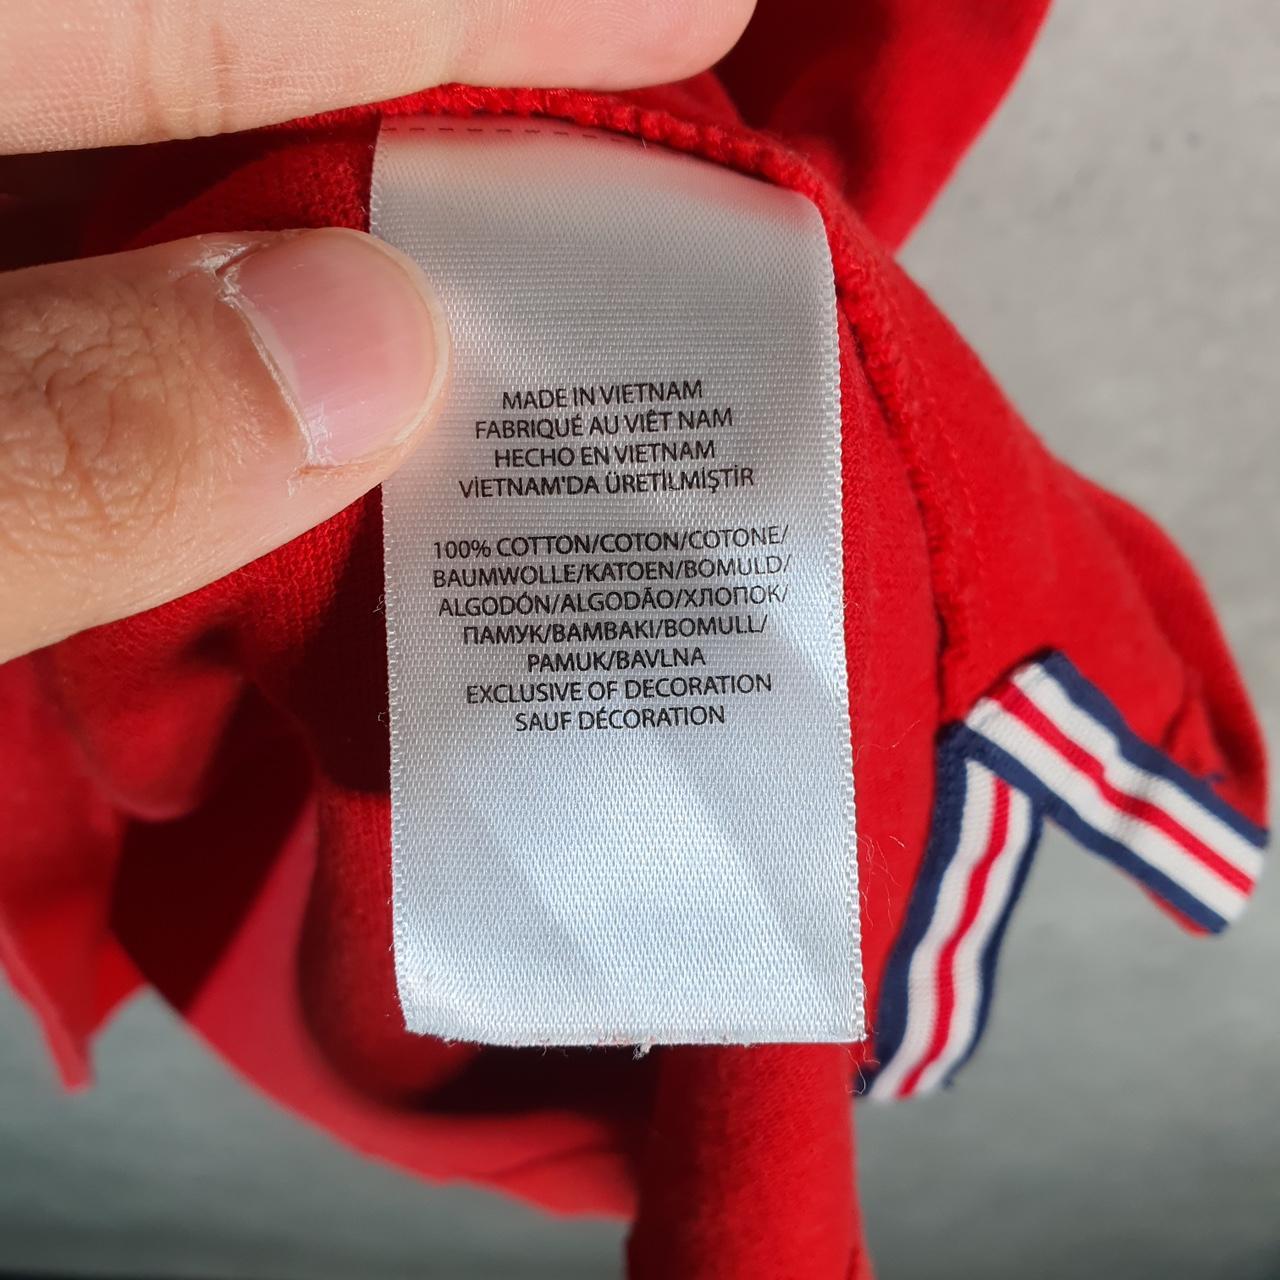 MADE IN VIETNAM
FABRIQUÉ AU VIÊT NAM
HECHO EN VIETNAM
VİETNAM'DA ÜRETİLMİŞTİR
100% COTTON/COTON/COTONE/
BAUMWOLLE/KATOEN/BOMULD/
ALGODÓN/ALGODÃO/ХЛОПОК/
ПАМУК/BAMBAKI/BOMULL/
PAMUK/BAVLNA
EXCLUSIVE OF DECORATION
SAUF DÉCORATION